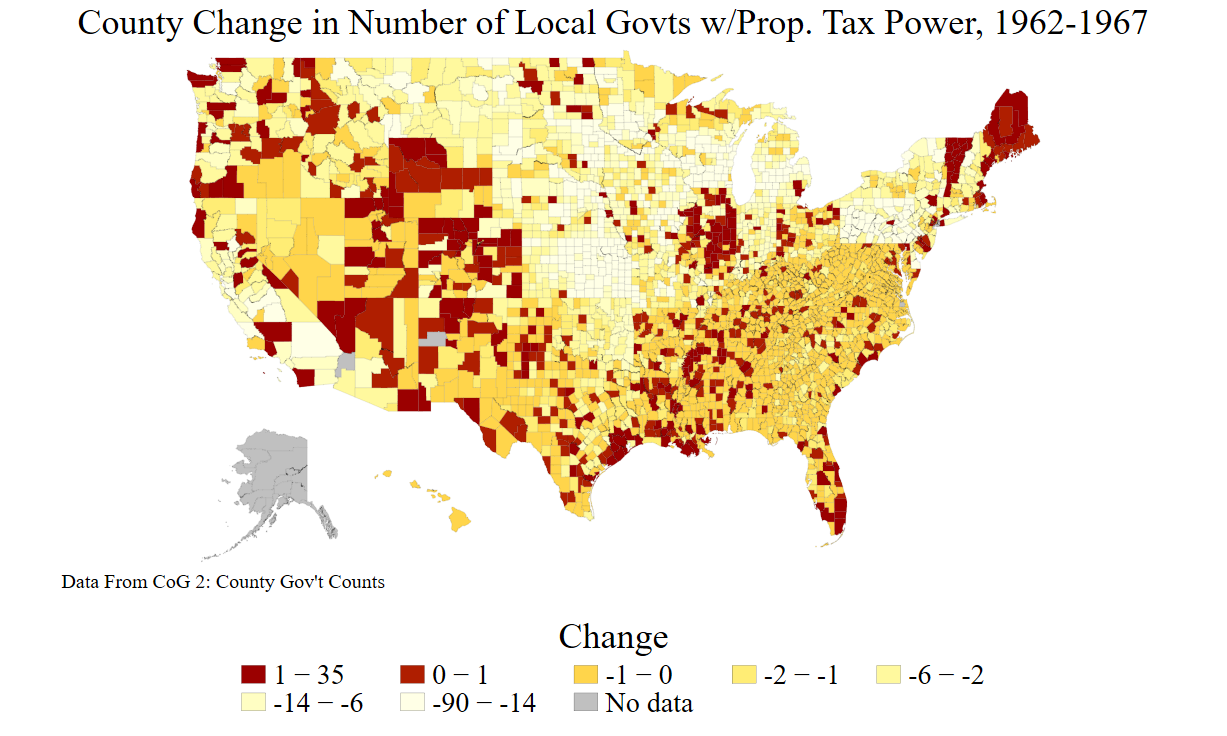 County Change in Number of Local Govts w/Prop. Tax Power, 1962-1967
Data From CoG 2: County Gov't Counts
Change
1 − 35 0 − 1 -1 − 0 -2 − -1 -6 − -2
-14 − -6 -90 − -14 No data